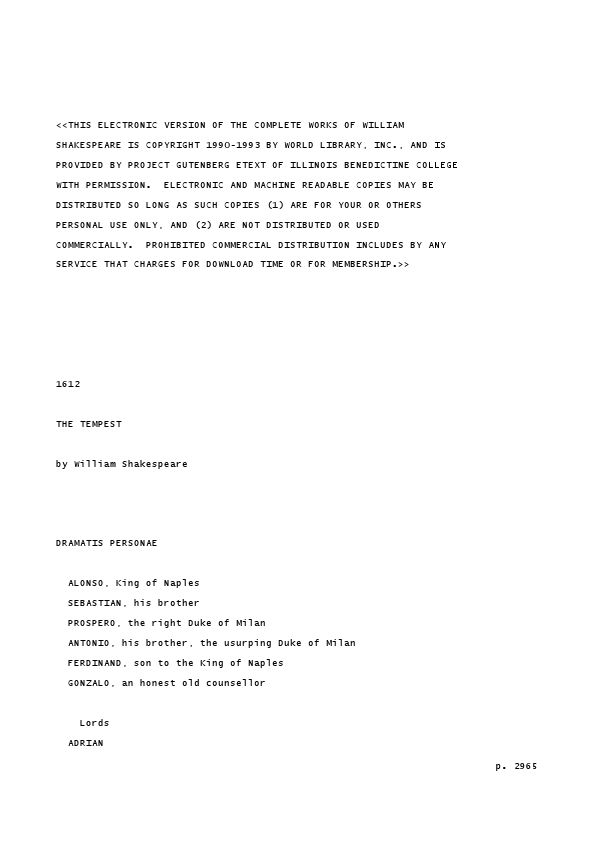 <<THIS ELECTRONIC VERSION OF THE COMPLETE WORKS OF WILLIAM
SHAKESPEARE IS COPYRIGHT 1990-1993 BY WORLD LIBRARY, INC., AND IS
PROVIDED BY PROJECT GUTENBERG ETEXT OF ILLINOIS BENEDICTINE COLLEGE
WITH PERMISSION.  ELECTRONIC AND MACHINE READABLE COPIES MAY BE
DISTRIBUTED SO LONG AS SUCH COPIES (1) ARE FOR YOUR OR OTHERS
PERSONAL USE ONLY, AND (2) ARE NOT DISTRIBUTED OR USED
COMMERCIALLY.  PROHIBITED COMMERCIAL DISTRIBUTION INCLUDES BY ANY
SERVICE THAT CHARGES FOR DOWNLOAD TIME OR FOR MEMBERSHIP.>>
1612
THE TEMPEST
by William Shakespeare
DRAMATIS PERSONAE
ALONSO, King of Naples
SEBASTIAN, his brother
PROSPERO, the right Duke of Milan
ANTONIO, his brother, the usurping Duke of Milan
FERDINAND, son to the King of Naples
GONZALO, an honest old counsellor
Lords
ADRIAN
p. 2965